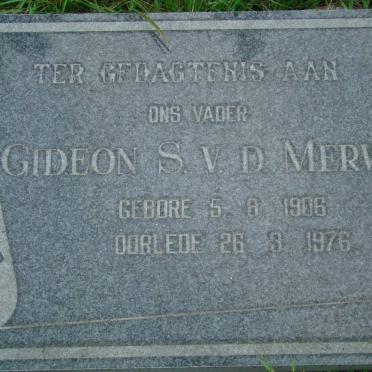 TER GEDAGTENIS AAN
ONS VADER
GIDEON S. V. D. MERW
GEBORE 5 8 1906
OORLEDE 26 3 1976